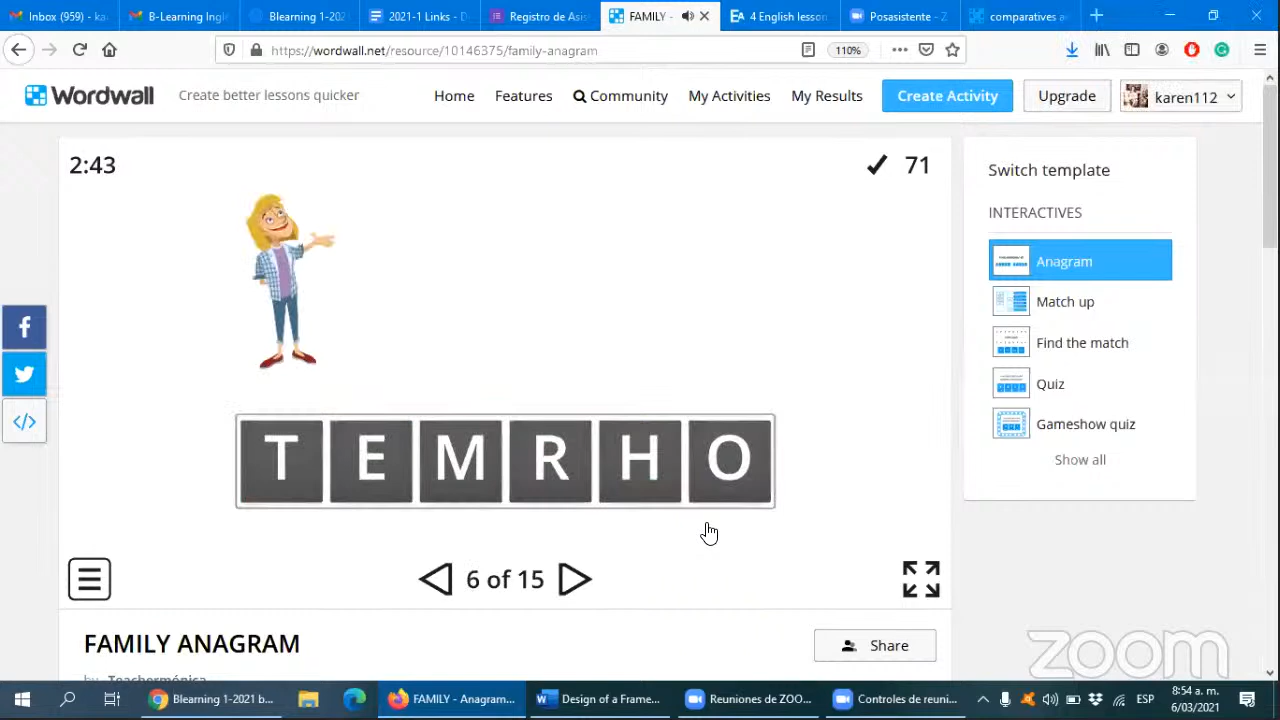 Inbox (959) - ka
B-Learning Inglé
Blearning 1-202
2021-1 Links - D
Registro de Asis
FAMILY -
EA 4 English lesson
Posasistente - Z
comparatives a
https://wordwall.net/resource/10146375/family-anagram
110%
Wordwall
Create better lessons quicker
Home
Features
Community
My Activities
My Results
Create Activity
Upgrade
karen112
2:43
71
Switch template
INTERACTIVES
Anagram
Match up
Find the match
Quiz
Gameshow quiz
Show all
T E M R H O
6 of 15
FAMILY ANAGRAM
Share
by Teachermónica
zoom
Blearning 1-2021 b...
FAMILY - Anagram...
Design of a Frame...
Reuniones de ZOO...
Controles de reuni...
ESP
8:54 a. m.
6/03/2021